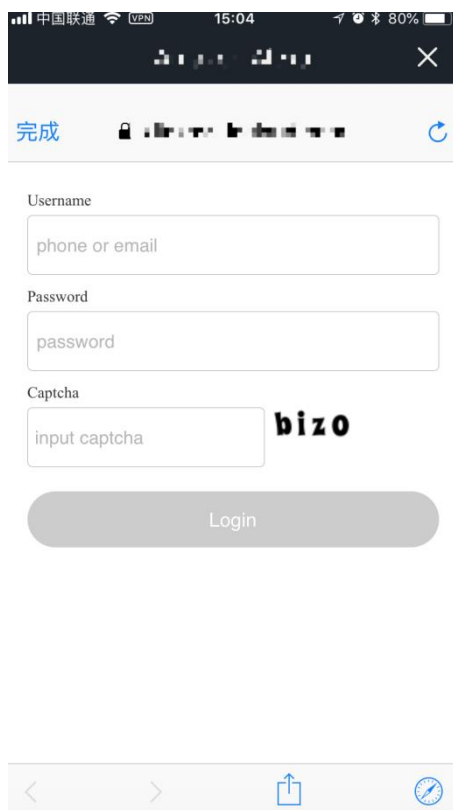 中国联通 VPN 15:04 80%
完成
Username
phone or email
Password
password
Captcha
input captcha
bizo
Login